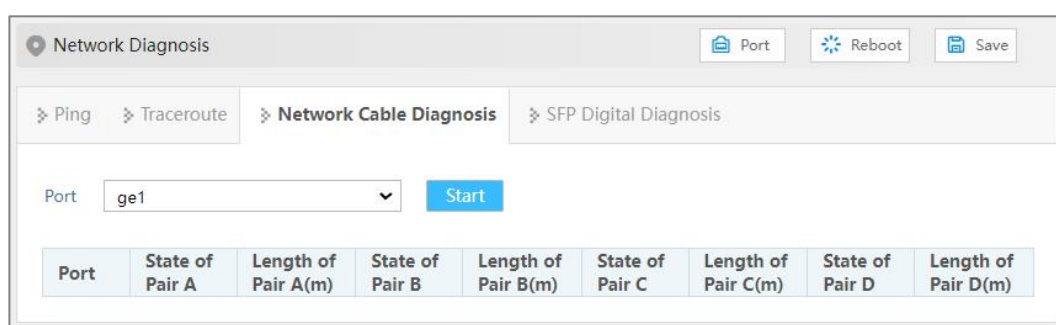 Network Diagnosis Port Reboot Save
Ping Traceroute Network Cable Diagnosis SFP Digital Diagnosis
Port ge1 Start
Port State of Pair A Length of Pair A(m) State of Pair B Length of Pair B(m) State of Pair C Length of Pair C(m) State of Pair D Length of Pair D(m)